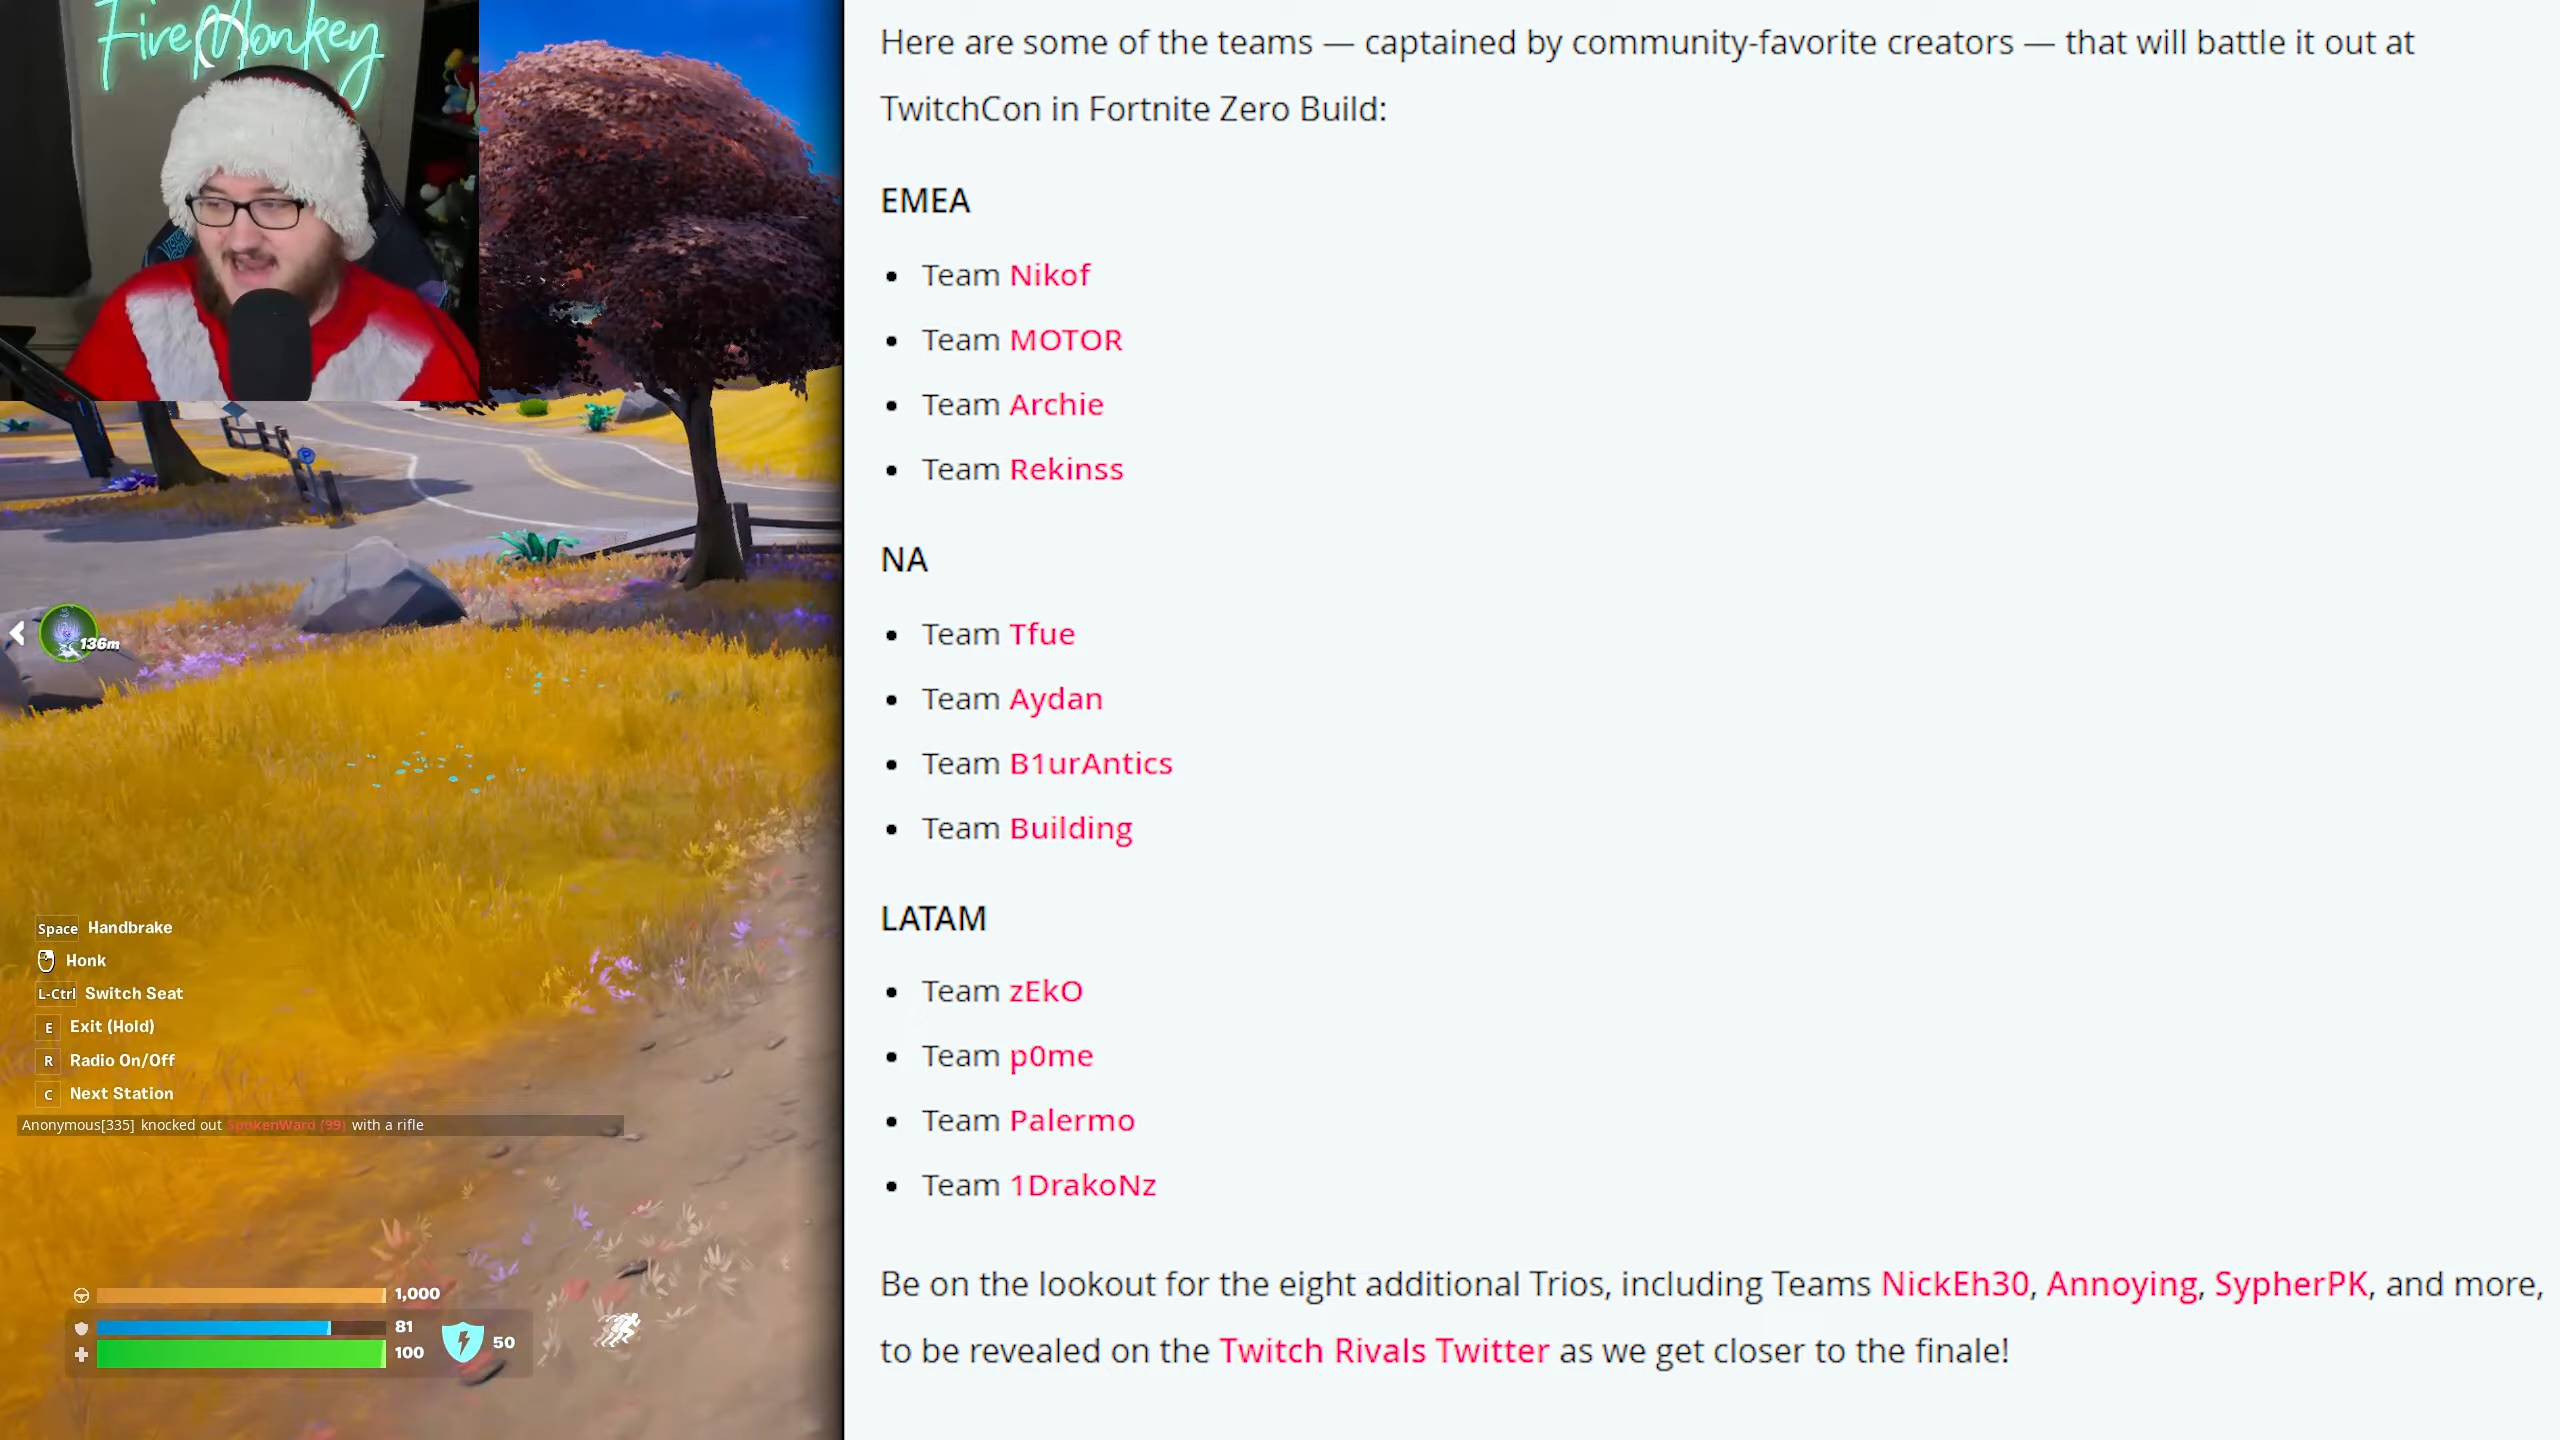 FireMonkey
Here are some of the teams — captained by community-favorite creators — that will battle it out at
TwitchCon in Fortnite Zero Build:
EMEA
• Team Nikof
• Team MOTOR
• Team Archie
• Team Rekinss
NA
• Team Tfue
• Team Aydan
• Team B1urAntics
• Team Building
LATAM
• Team zEkO
• Team p0me
• Team Palermo
• Team 1DrakoNz
Be on the lookout for the eight additional Trios, including Teams NickEh30, Annoying, SypherPK, and more,
to be revealed on the Twitch Rivals Twitter as we get closer to the finale!
P
136m
Space Handbrake
Honk
L-Ctrl Switch Seat
E Exit (Hold)
R Radio On/Off
C Next Station
Anonymous[335] knocked out SpokenWard (99) with a rifle
1,000
81
100
50